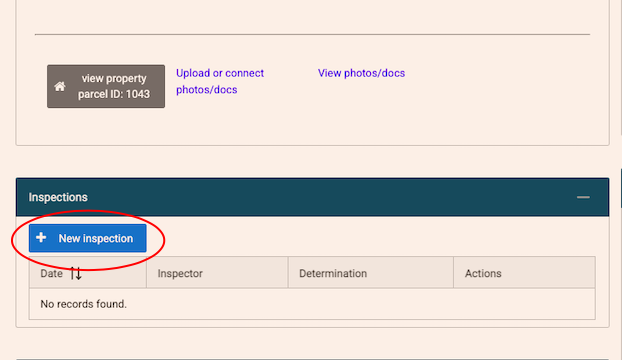 view property
parcel ID: 1043
Upload or connect
photos/docs
View photos/docs
Inspections
New inspection
Date
Inspector
Determination
Actions
No records found.